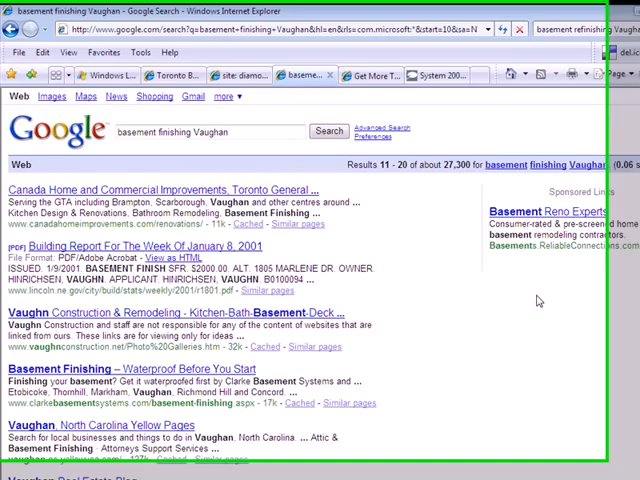 basement finishing Vaughan - Google Search - Windows Internet Explorer
http://www.google.com/search?q=basement+finishing+Vaughan&hl=en&rls=com.microsoft:*&start=10&sa=N
basement refinishing Vaughan
File Edit View Favorites Tools Help
del.ic
Windows L...
Toronto B...
site: diamo...
baseme...
Get More T...
System 200...
Page
Web Images Maps News Shopping Gmail more
Google
basement finishing Vaughan
Search
Advanced Search
Preferences
Web
Results 11 - 20 of about 27,300 for basement finishing Vaughan. (0.06 s
Canada Home and Commercial Improvements, Toronto General ...
Serving the GTA including Brampton, Scarborough, Vaughan and other centres around ...
Kitchen Design & Renovations, Bathroom Remodeling, Basement Finishing ...
www.canadahomeimprovements.com/renovations/ - 11k - Cached - Similar pages
[PDF] Building Report For The Week Of January 8, 2001
File Format: PDF/Adobe Acrobat - View as HTML
ISSUED. 1/9/2001. BASEMENT FINISH SFR. $2000.00. ALT. 1805 MARLENE DR. OWNER.
HINRICHSEN, VAUGHN. APPLICANT. HINRICHSEN, VAUGHN. B0100094 ...
www.lincoln.ne.gov/city/build/stats/weekly/2001/r1801.pdf - Similar pages
Vaughn Construction & Remodeling - Kitchen-Bath-Basement-Deck ...
Vaughn Construction and staff are not responsible for any of the content of websites that are
linked from ours. These links are for viewing only for ideas ...
www.vaughnconstruction.net/Photo%20Galleries.htm - 32k - Cached - Similar pages
Basement Finishing – Waterproof Before You Start
Finishing your basement? Get it waterproofed first by Clarke Basement Systems and ...
Etobicoke, Thornhill, Markham, Vaughan, Richmond Hill and Concord. ...
www.clarkebasementsystems.com/basement-finishing.aspx - 17k - Cached - Similar pages
Vaughan, North Carolina Yellow Pages
Search for local businesses and things to do in Vaughan, North Carolina. ... Attic &
Basement Finishing · Attorneys Support Services ...
Cached - Similar pages
Vaughan Real Estate Blog
Sponsored Links
Basement Reno Experts
Consumer-rated & pre-screened home
basement remodeling contractors.
Basements.ReliableConnections.com